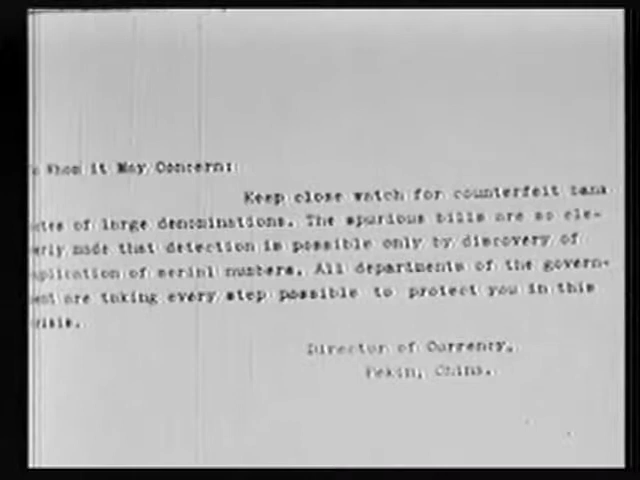 To Whom it May Concern:
Keep close watch for counterfeit bank
notes of large denominations. The spurious bills are so cle-
verly made that detection is possible only by discovery of
duplication of serial numbers. All departments of the govern-
ment are taking every step possible to protect you in this
crisis.
Director of Currency,
Pekin, China.